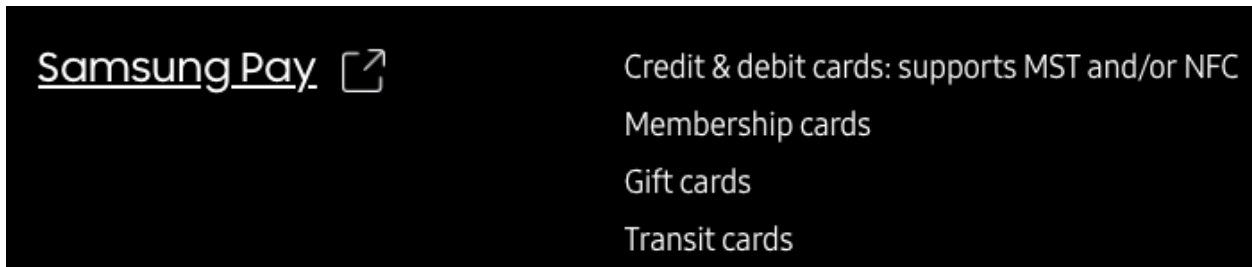 Samsung Pay
Credit & debit cards: supports MST and/or NFC
Membership cards
Gift cards
Transit cards